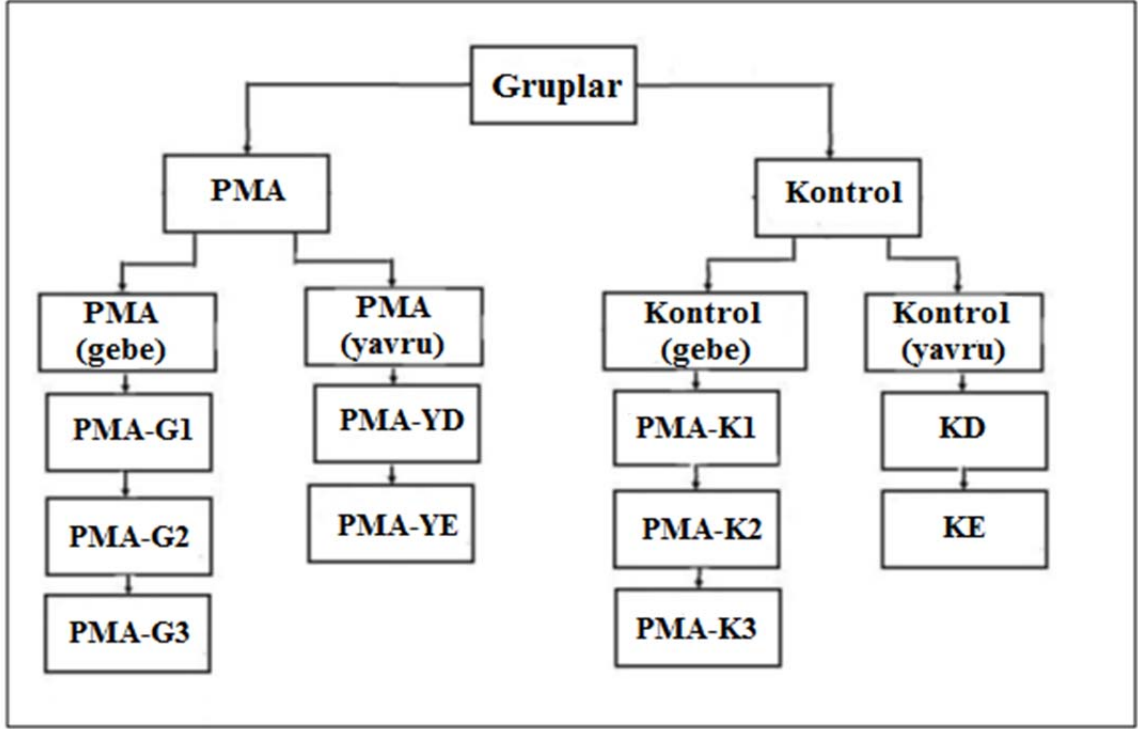 Gruplar
PMA
Kontrol
PMA
(gebe)
PMA
(yavru)
Kontrol
(gebe)
Kontrol
(yavru)
PMA-G1
PMA-YD
PMA-K1
KD
PMA-G2
PMA-YE
PMA-K2
KE
PMA-G3
PMA-K3